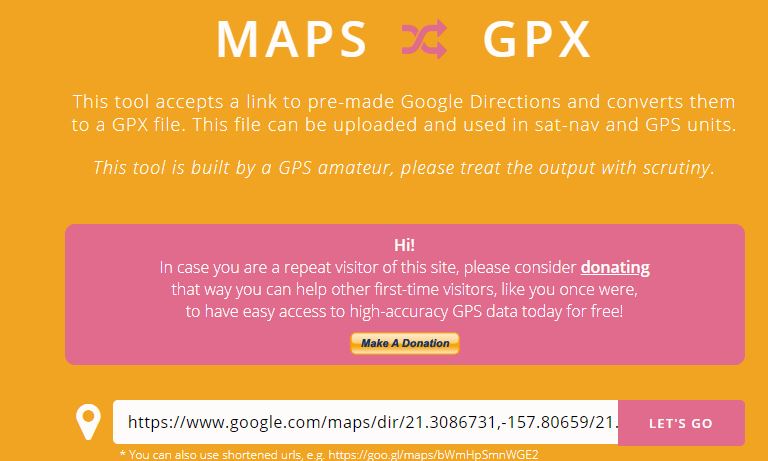 MAPS GPX
This tool accepts a link to pre-made Google Directions and converts them
to a GPX file. This file can be uploaded and used in sat-nav and GPS units.
This tool is built by a GPS amateur, please treat the output with scrutiny.
Hi!
In case you are a repeat visitor of this site, please consider donating
that way you can help other first-time visitors, like you once were,
to have easy access to high-accuracy GPS data today for free!
Make A Donation
https://www.google.com/maps/dir/21.3086731,-157.80659/21. LET'S GO
* You can also use shortened urls, e.g. https://goo.gl/maps/bWmHpSmnWGE2